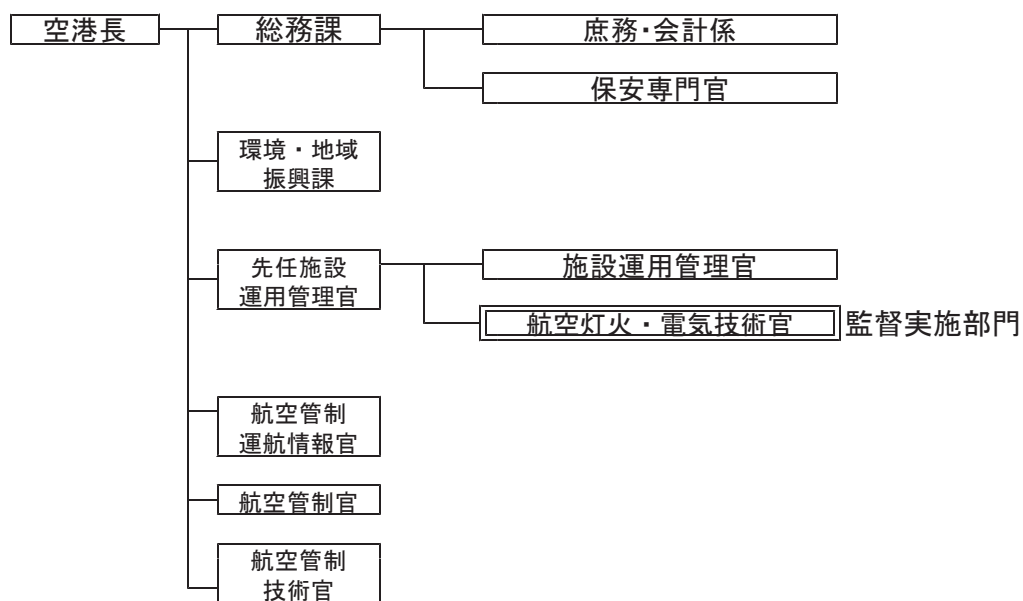 空港長
総務課
庶務・会計係
保安専門官
環境・地域
振興課
先任施設
運用管理官
施設運用管理官
航空灯火・電気技術官
監督実施部門
航空管制
運航情報官
航空管制官
航空管制
技術官